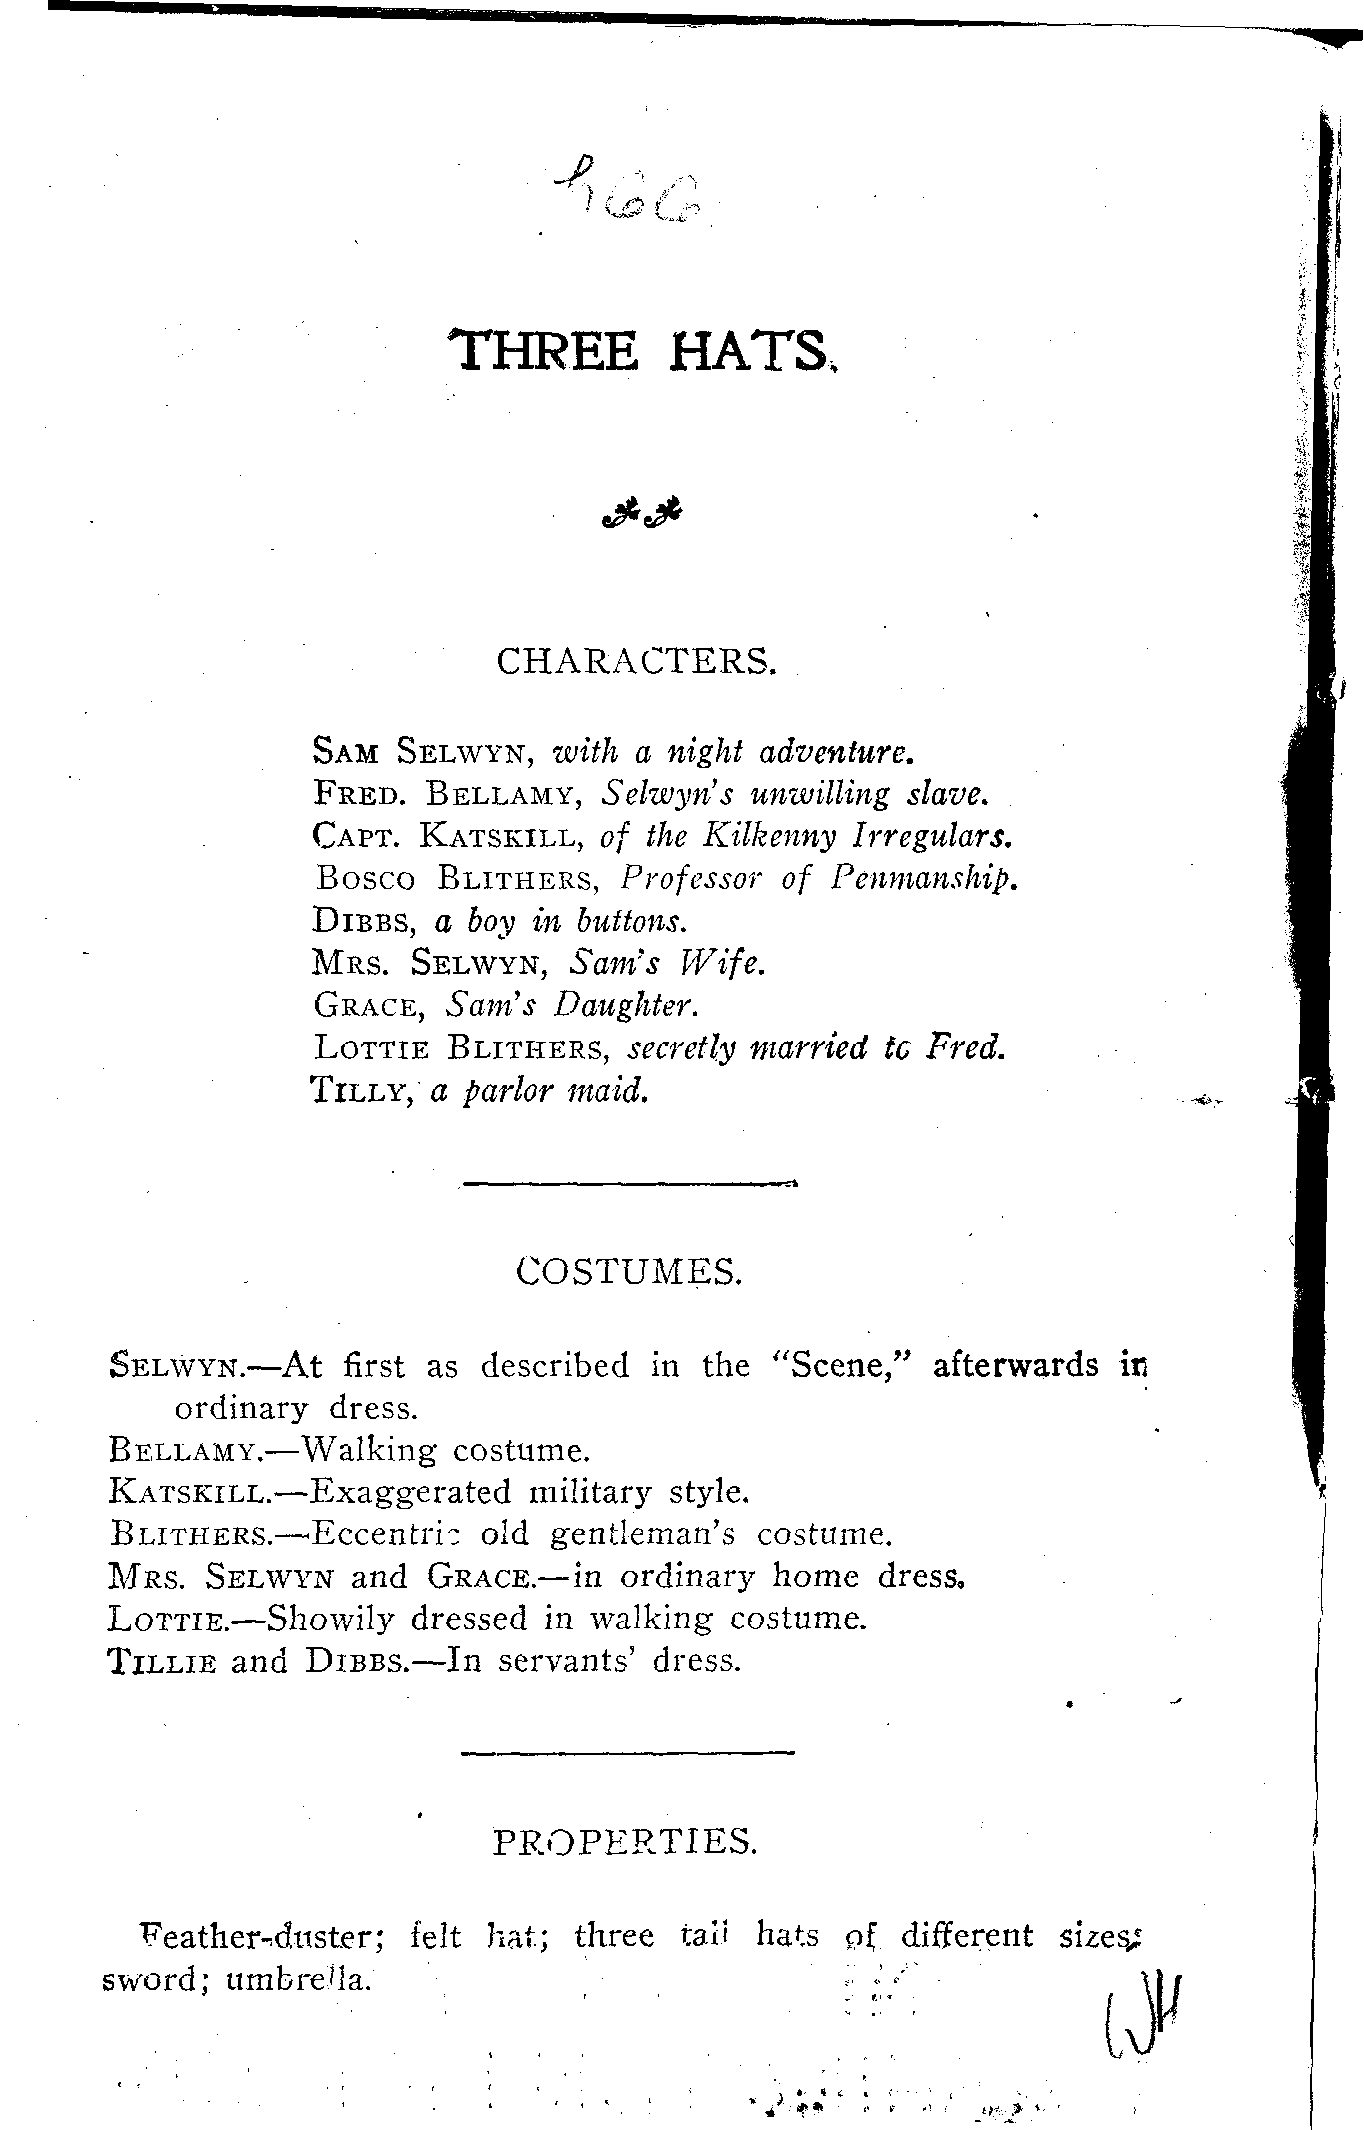 THREE HATS.
CHARACTERS.
SAM SELWYN, with a night adventure.
FRED. BELLAMY, Selwyn's unwilling slave.
CAPT. KATSKILL, of the Kilkenny Irregulars.
BOSCO BLITHERS, Professor of Penmanship.
DIBBS, a boy in buttons.
MRS. SELWYN, Sam's Wife.
GRACE, Sam's Daughter.
LOTTIE BLITHERS, secretly married to Fred.
TILLY, a parlor maid.
COSTUMES.
SELWYN.—At first as described in the "Scene," afterwards in
ordinary dress.
BELLAMY.—Walking costume.
KATSKILL.—Exaggerated military style.
BLITHERS.—Eccentric old gentleman's costume.
MRS. SELWYN and GRACE.—in ordinary home dress.
LOTTIE.—Showily dressed in walking costume.
TILLIE and DIBBS.—In servants' dress.
PROPERTIES.
Feather-duster; felt hat; three tall hats of different sizes;
sword; umbrella.